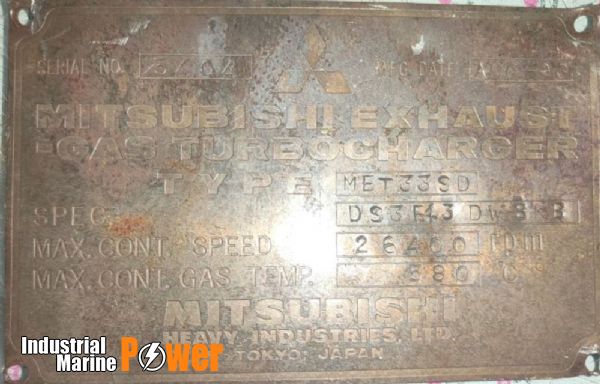 SERIAL NO. MFG. DATE
MITSUBISHI EXHAUST
GAS TURBOCHARGER
TYPE MET33SD
SPEC.
MAX. CONT. SPEED 26400 rpm
MAX. CONT. GAS TEMP. 580 °C
MITSUBISHI
HEAVY INDUSTRIES, LTD.
TOKYO, JAPAN
Industrial
Marine Power